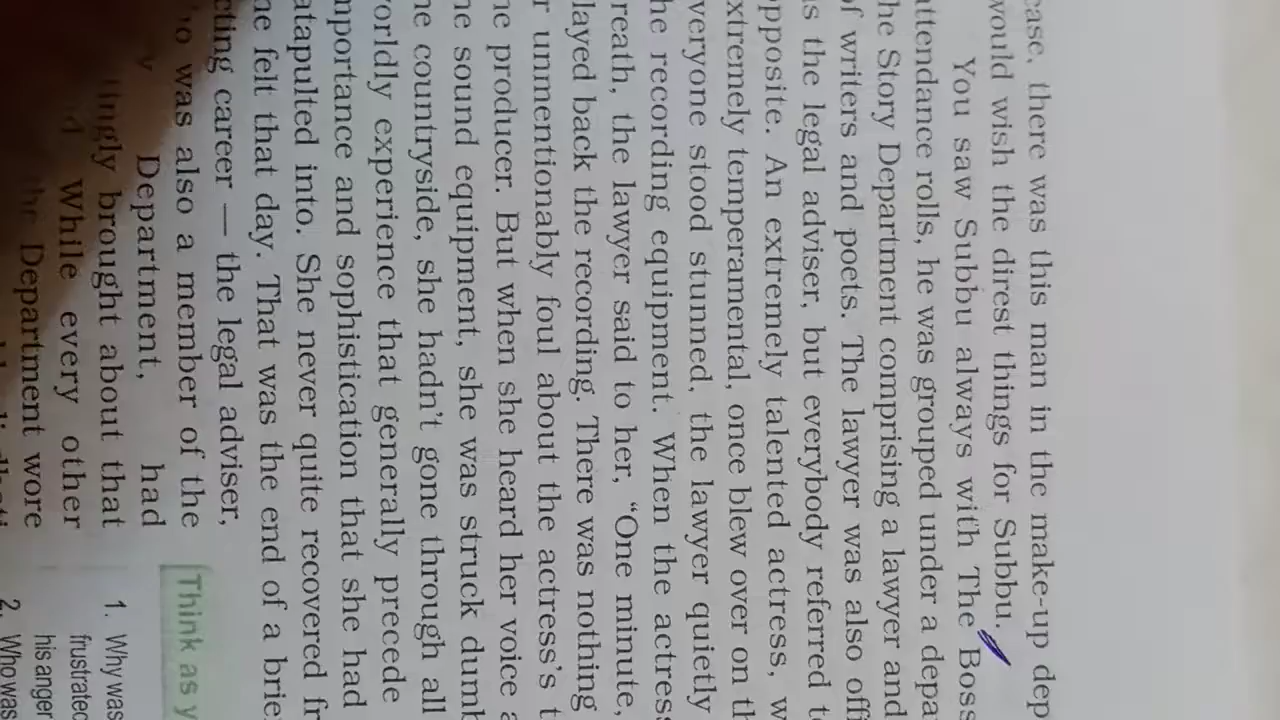 case, there was this man in the make-up dep
would wish the direst things for Subbu.
You saw Subbu always with The Boss
attendance rolls, he was grouped under a depa
the Story Department comprising a lawyer and
of writers and poets. The lawyer was also offi
as the legal adviser, but everybody referred to
opposite. An extremely talented actress, w
extremely temperamental, once blew over on th
everyone stood stunned, the lawyer quietly
the recording equipment. When the actress
breath, the lawyer said to her, “One minute,
played back the recording. There was nothing
r unmentionably foul about the actress’s t
he producer. But when she heard her voice a
he sound equipment, she was struck dumb
he countryside, she hadn’t gone through all
worldly experience that generally precede
mportance and sophistication that she had
atapulted into. She never quite recovered fr
he felt that day. That was the end of a brie
cting career — the legal adviser,
who was also a member of the
Department, had
ingly brought about that
While every other
the Department wore
Think as y
1. Why was
frustrated
his anger
2. Who was